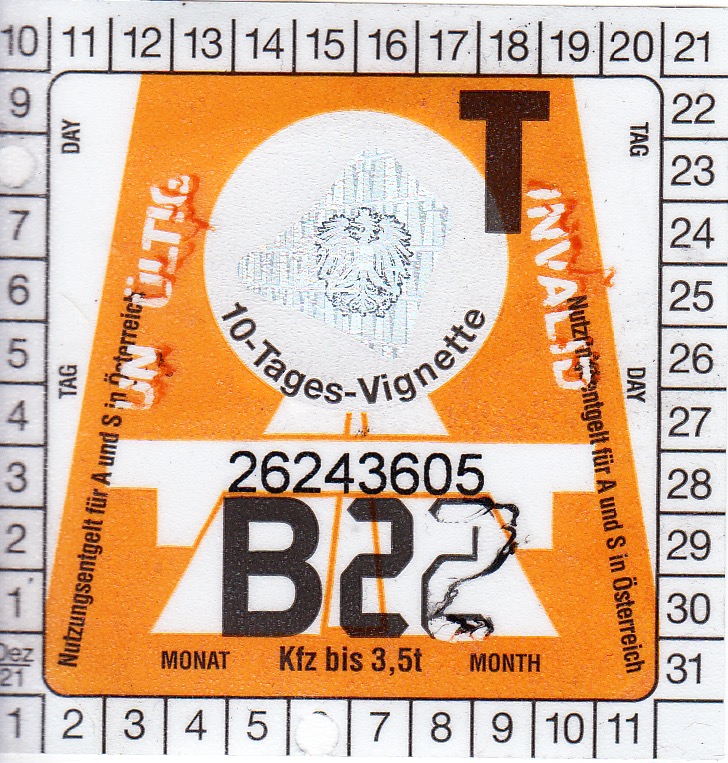 10 11 12 13 14 15 16 17 18 19 20 21
9 22
DAY T TAG
23
7 24
UNGÜLTIG INVALID
6 25
10-Tages-Vignette
5 26
TAG DAY
4 27
Nutzungsentgelt für A und S in Österreich
Nutzungsentgelt für A und S in Österreich
3 26243605 28
2 B22 29
1 30
MONAT Kfz bis 3,5t MONTH
Dez 21 31
1 2 3 4 5 7 8 9 10 11